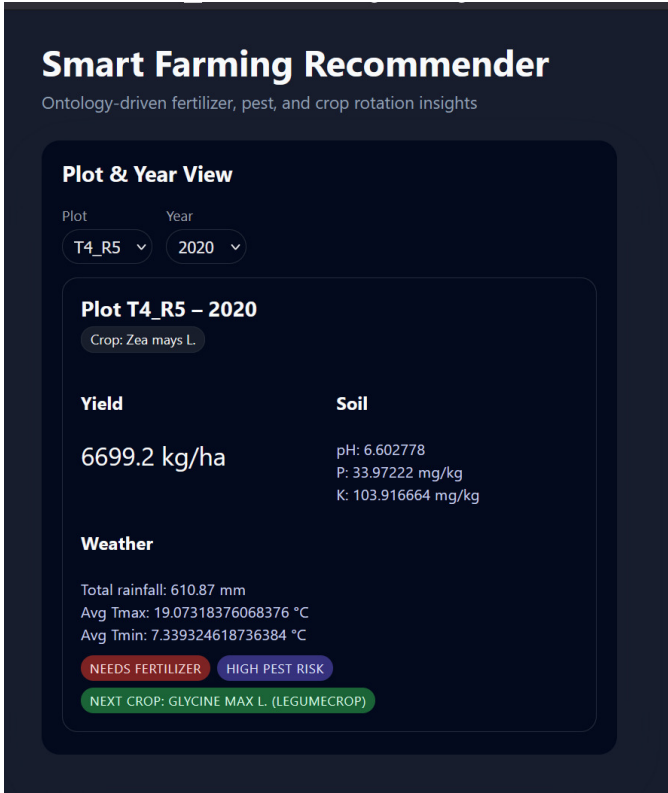 Smart Farming Recommender
Ontology-driven fertilizer, pest, and crop rotation insights
Plot & Year View
Plot Year
T4_R5 2020
Plot T4_R5 – 2020
Crop: Zea mays L.
Yield Soil
6699.2 kg/ha
pH: 6.602778
P: 33.97222 mg/kg
K: 103.916664 mg/kg
Weather
Total rainfall: 610.87 mm
Avg Tmax: 19.07318376068376 °C
Avg Tmin: 7.339324618736384 °C
NEEDS FERTILIZER HIGH PEST RISK
NEXT CROP: GLYCINE MAX L. (LEGUMECROP)